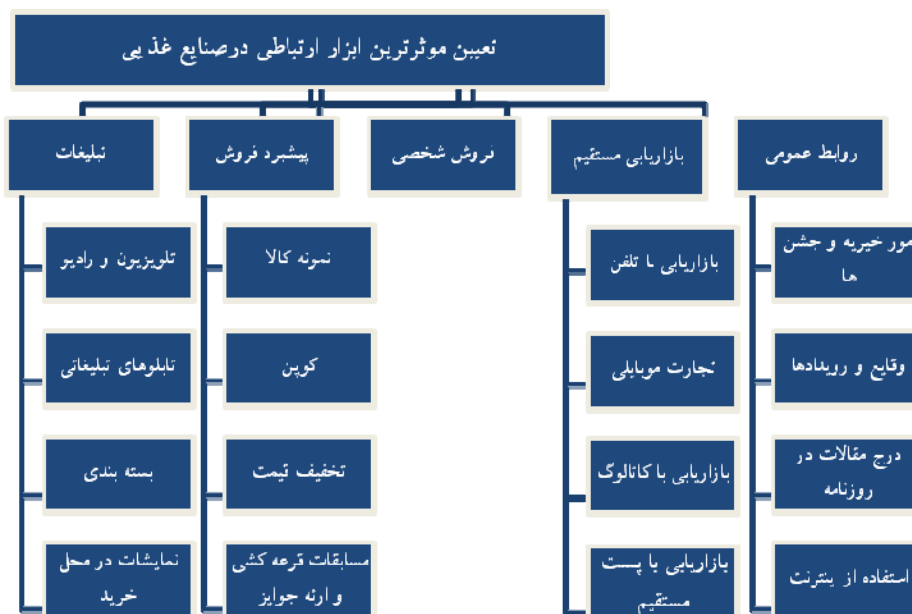 تعیین موثرترین ابزار ارتباطی درصنایع غذیی
روابط عمومی
بازاریابی مستقیم
فروش شخصی
پیشبرد فروش
تبلیغات
مور خیریه و جشن
ها
وقایع و رویدادها
درج مقالات در
روزنامه
استفاده از ینترنت
بازاریابی با تلفن
تجارت موبایلی
بازاریابی با کاتالوگ
بازاریابی با پست
مستقیم
نمونه کالا
کوپن
تخفیف قیمت
مسابقات قرعه کشی
و ارئه جوایز
تلویزیون و رادیو
تابلوهای تبلیغاتی
بسته بندی
نمایشات در محل
خرید